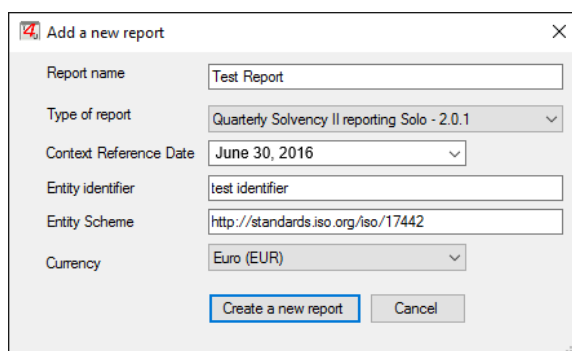 4 Add a new report
Report name Test Report
Type of report Quarterly Solvency II reporting Solo - 2.0.1
Context Reference Date June 30, 2016
Entity identifier test identifier
Entity Scheme http://standards.iso.org/iso/17442
Currency Euro (EUR)
Create a new report Cancel